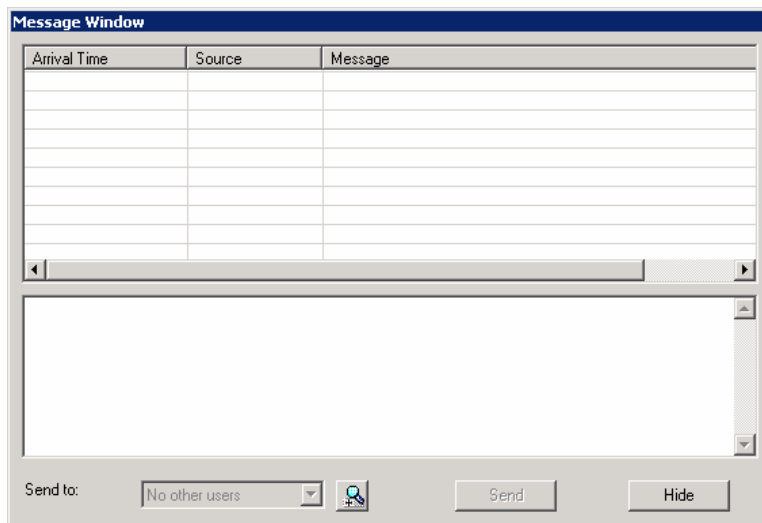 Message Window
Arrival Time Source Message
Send to: No other users Send Hide